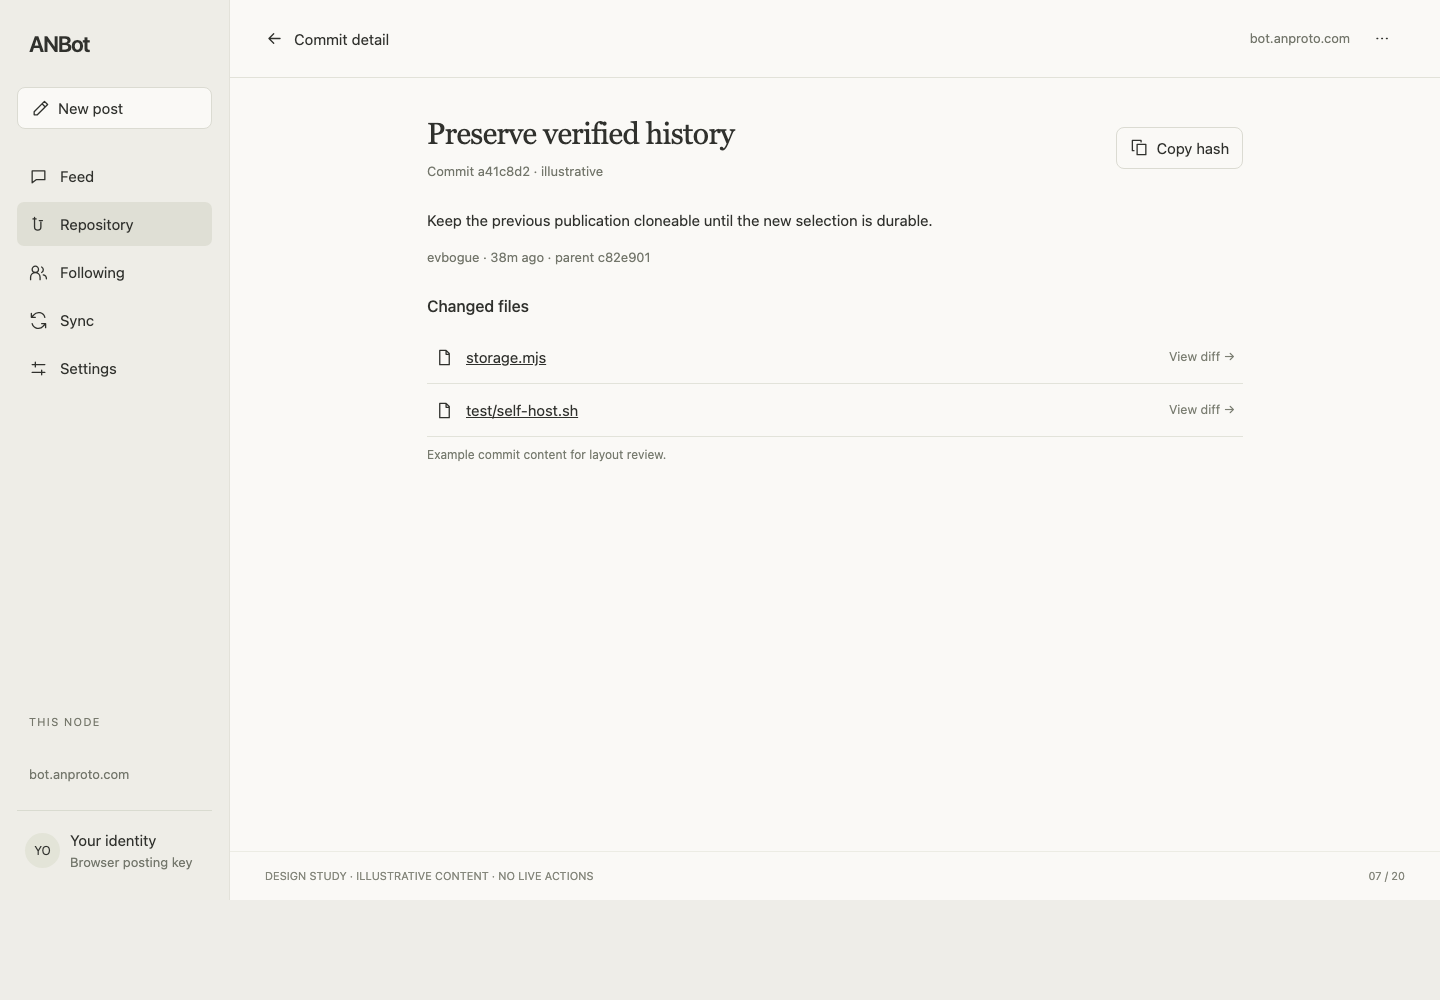 ANBot
New post
Feed
Repository
Following
Sync
Settings
THIS NODE
bot.anproto.com
YO
Your identity
Browser posting key
Commit detail
bot.anproto.com
Preserve verified history
Copy hash
Commit a41c8d2 · illustrative
Keep the previous publication cloneable until the new selection is durable.
evbogue · 38m ago · parent c82e901
Changed files
storage.mjs
View diff →
test/self-host.sh
View diff →
Example commit content for layout review.
DESIGN STUDY · ILLUSTRATIVE CONTENT · NO LIVE ACTIONS
07 / 20